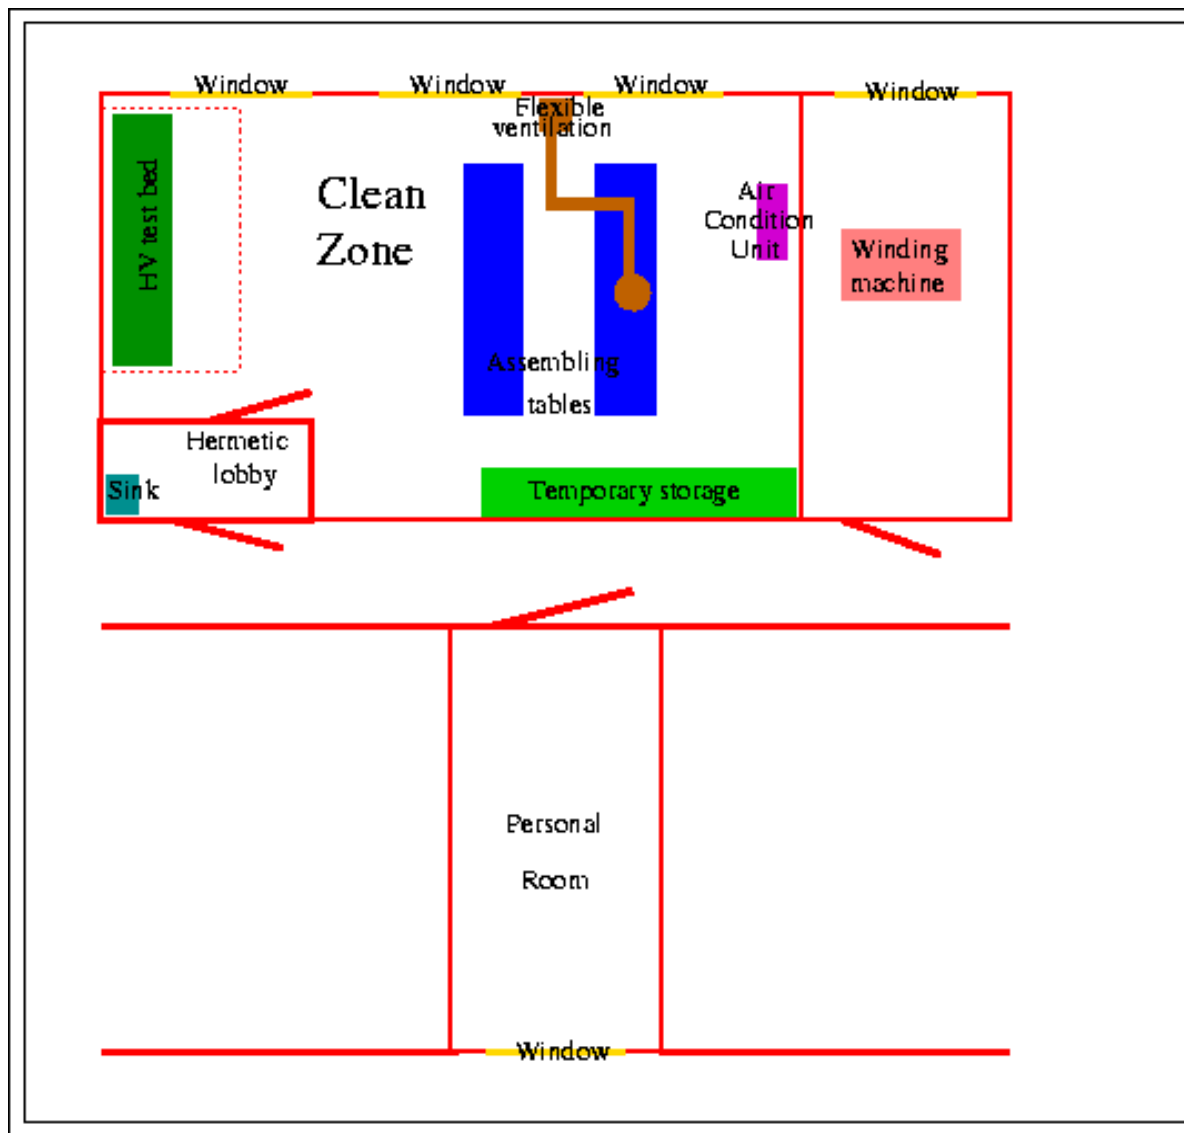 Window
Window
Window
Window
Flexible
ventilation
HV test bed
Clean
Zone
Air
Condition
Unit
Winding
machine
Assembling
tables
Hermetic
lobby
Sink
Temporary storage
Personal
Room
Window